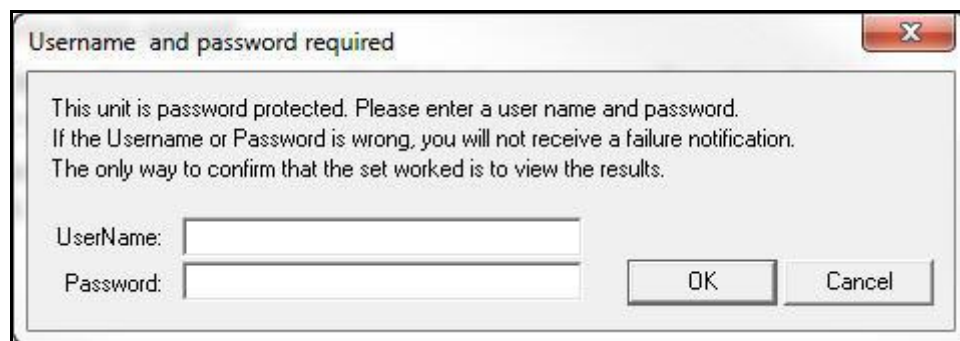 Username  and password required
This unit is password protected. Please enter a user name and password.
If the Username or Password is wrong, you will not receive a failure notification.
The only way to confirm that the set worked is to view the results.
UserName:
Password:
OK
Cancel